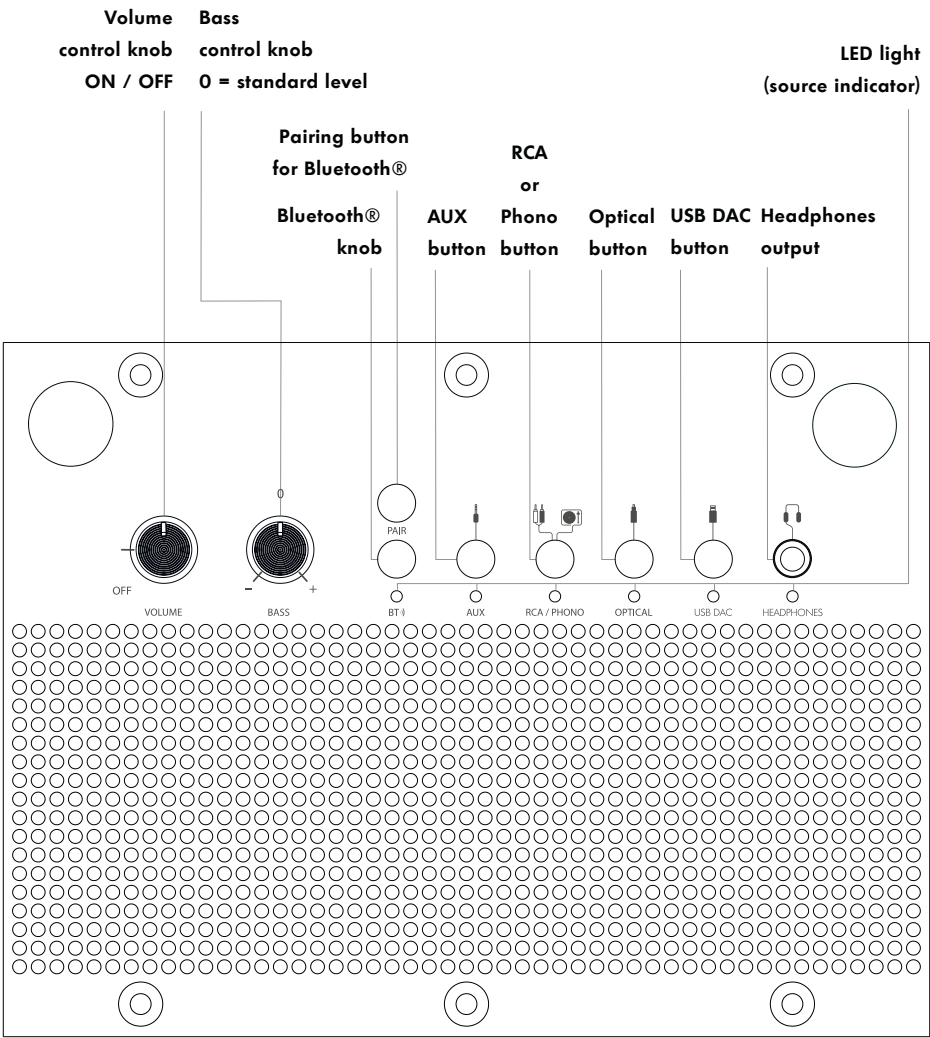 Volume
control knob
ON / OFF
Bass
control knob
0 = standard level
LED light
(source indicator)
Pairing button
for Bluetooth®
Bluetooth®
knob
AUX
button
RCA
or
Phono
button
Optical
button
USB DAC
button
Headphones
output
0
PAIR
OFF
- +
VOLUME
BASS
BT
AUX
RCA / PHONO
OPTICAL
USB DAC
HEADPHONES